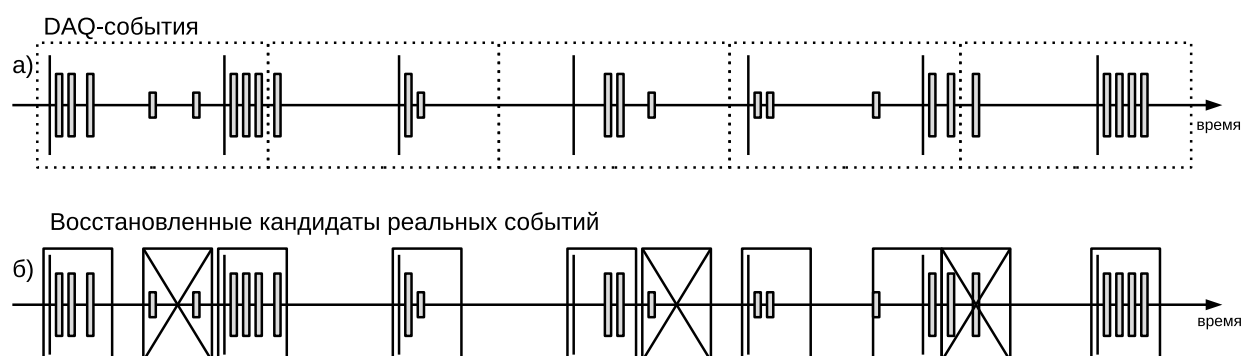 DAQ-события
а)
время
Восстановленные кандидаты реальных событий
б)
время